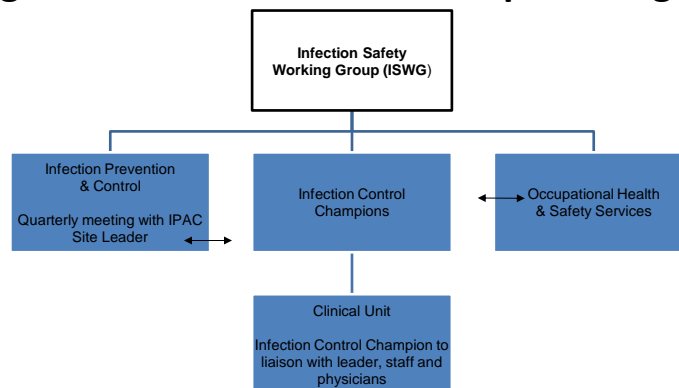 Infection Safety
Working Group (ISWG)
Infection Prevention
& Control
Quarterly meeting with IPAC
Site Leader
Infection Control
Champions
Occupational Health
& Safety Services
Clinical Unit
Infection Control Champion to
liaison with leader, staff and
physicians